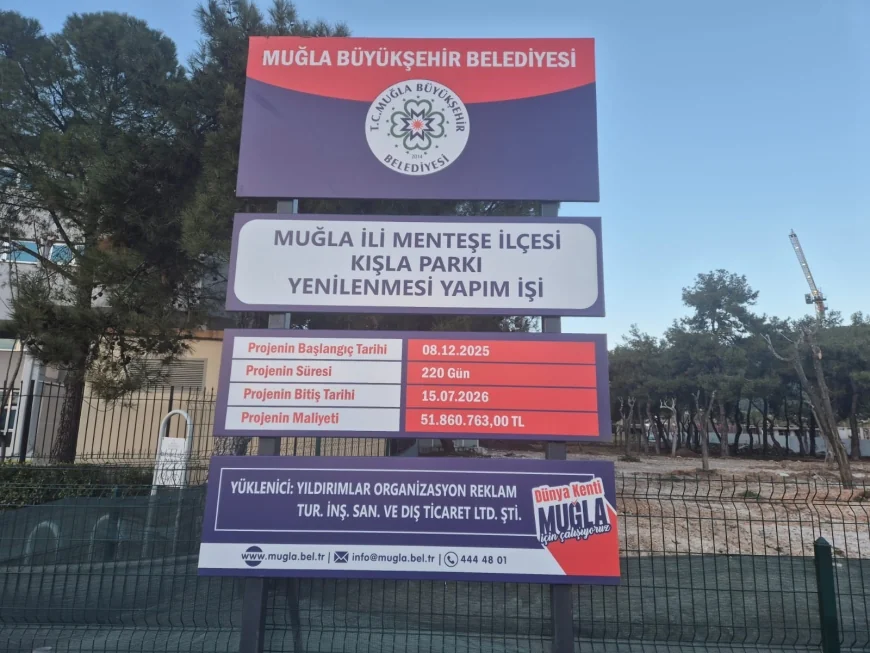 MUĞLA BÜYÜKŞEHİR BELEDİYESİ
T.C.MUĞLA BÜYÜKŞEHİR
2014
BELEDİYESİ
MUĞLA İLİ MENTEŞE İLÇESİ
KIŞLA PARKI
YENİLENMESİ YAPIM İŞİ
Projenin Başlangıç Tarihi 08.12.2025
Projenin Süresi 220 Gün
Projenin Bitiş Tarihi 15.07.2026
Projenin Maliyeti 51.860.763,00 TL
YÜKLENİCİ: YILDIRIMLAR ORGANİZASYON REKLAM
TUR. İNŞ. SAN. VE DIŞ TİCARET LTD. ŞTİ.
Dünya Kenti
MUĞLA
için çalışıyoruz
www.mugla.bel.tr | info@mugla.bel.tr | 444 48 01